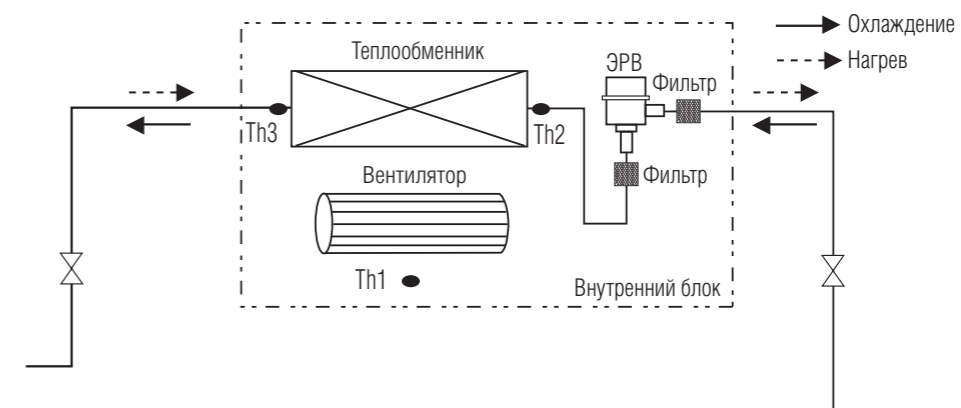 Охлаждение
Теплообменник
ЭРВ
Нагрев
Фильтр
Th3
Th2
Вентилятор
Фильтр
Th1
Внутренний блок